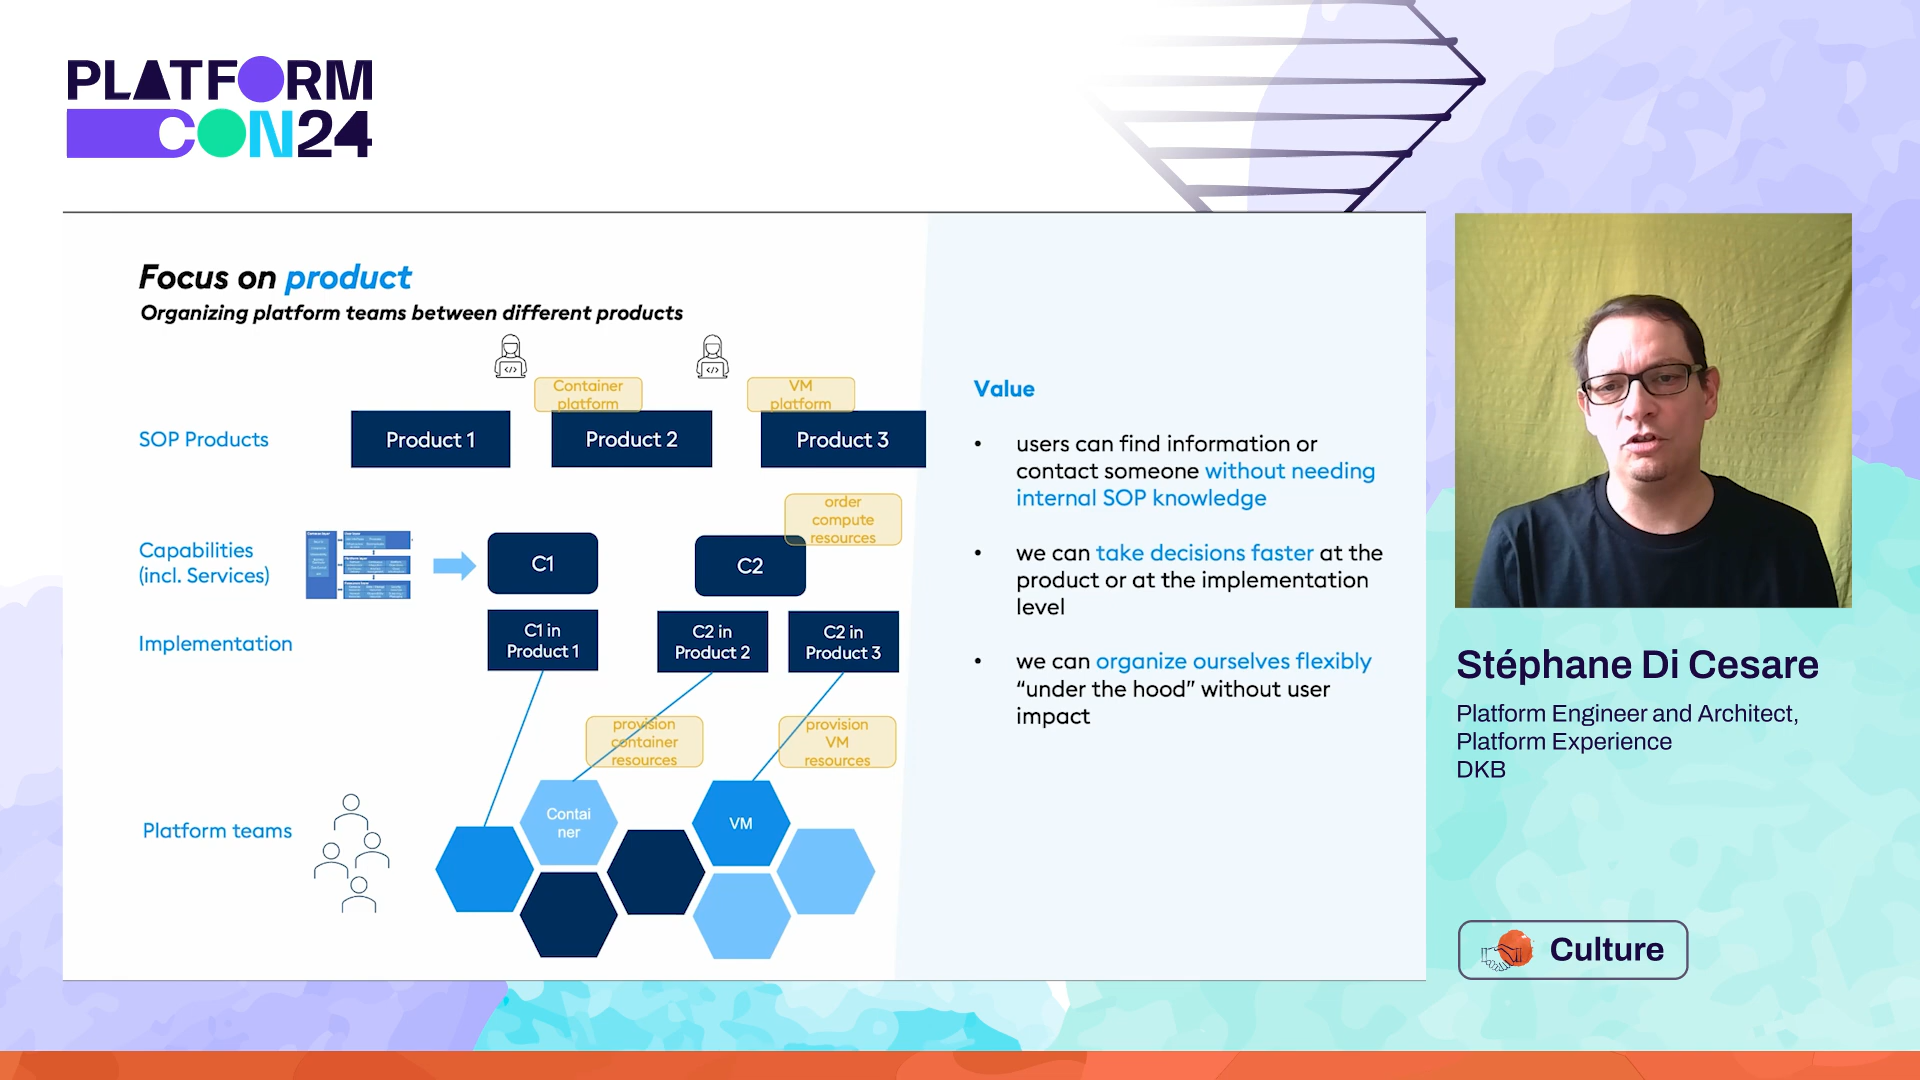 PLATFORM
CON24
Focus on product
Organizing platform teams between different products
</>
</>
Container
platform
VM
platform
SOP Products
Product 1
Product 2
Product 3
order
compute
resources
Capabilities
(incl. Services)
C1
C2
Implementation
C1 in
Product 1
C2 in
Product 2
C2 in
Product 3
provision
container
resources
provision
VM
resources
Platform teams
Contai
ner
VM
Value
• users can find information or
contact someone without needing
internal SOP knowledge
• we can take decisions faster at the
product or at the implementation
level
• we can organize ourselves flexibly
“under the hood” without user
impact
Stéphane Di Cesare
Platform Engineer and Architect,
Platform Experience
DKB
Culture